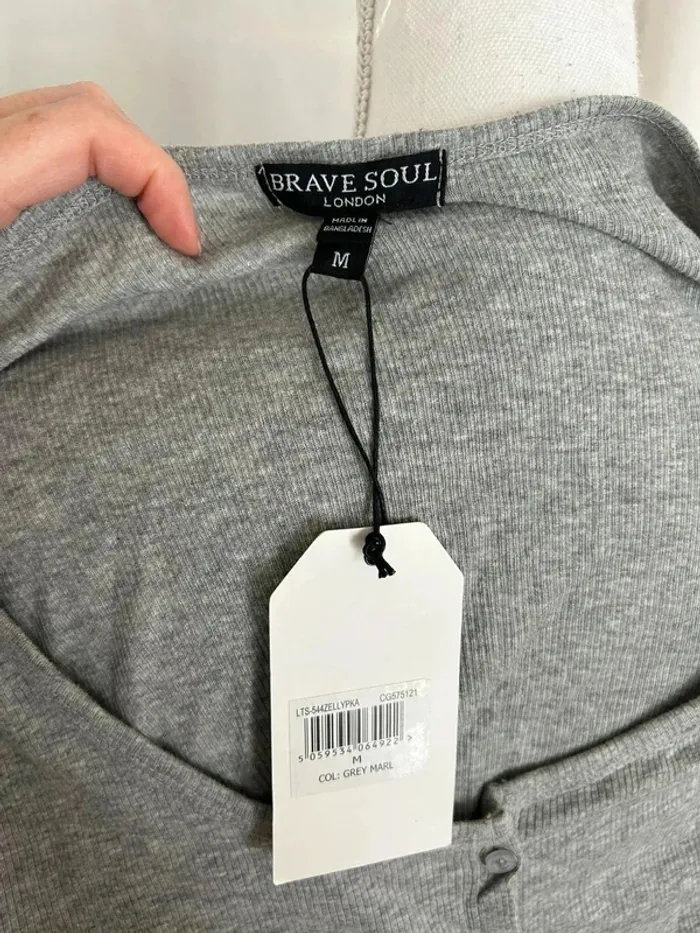 BRAVE SOUL
LONDON
MADE IN
BANGLADESH
M
LTS-544ZELLYPKA CG575121
5 059534 064922 >
M
COL: GREY MARL